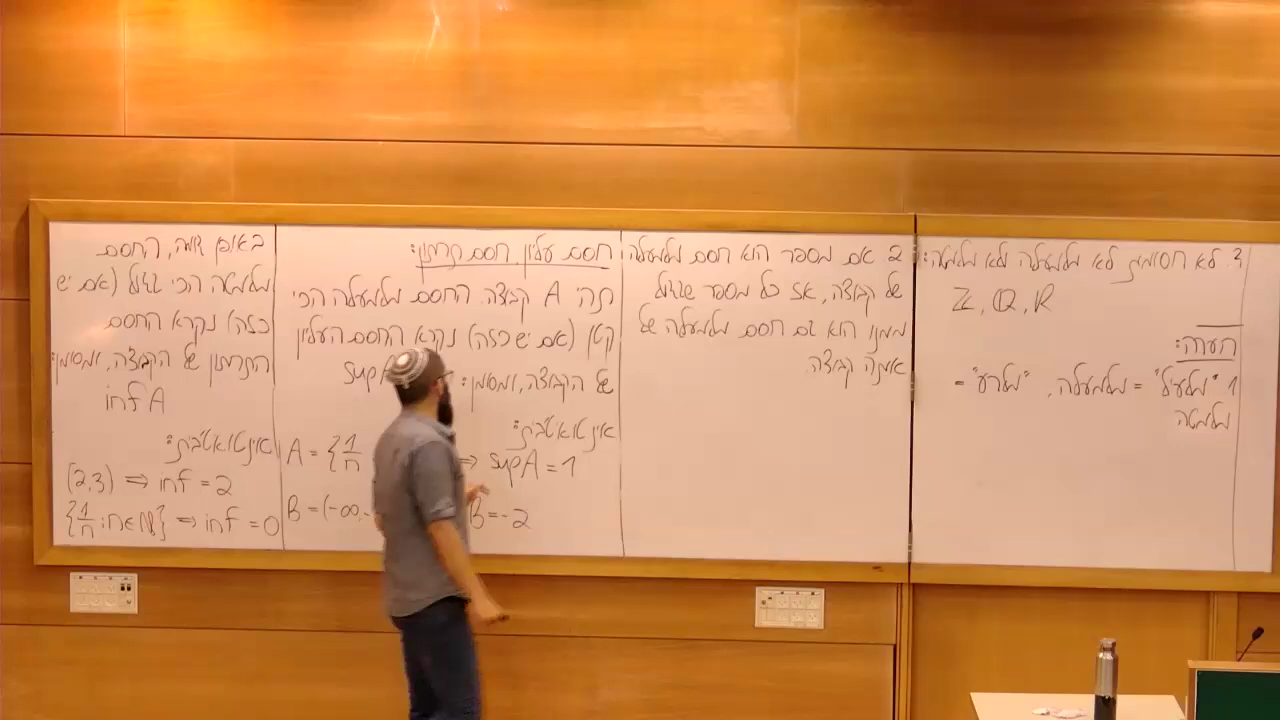 3. לא חסומות לא מלמעלה ולא מלמטה:
ℤ, ℚ, ℝ
הערה:
1 "מלעיל" = מלמעלה, "מלרע" =
מלמטה
2 אם מספר הוא חסם מלמעלה
של קבוצה, אז כל מספר שגדול
ממנו הוא גם חסם מלמעלה של
אותה קבוצה.
חסם עליון, חסם תחתון:
תהי A קבוצה. החסם מלמעלה הכי
קטן (אם יש כזה) נקרא החסם העליון
של הקבוצה, ומסומן: sup A
אינטואיטיבית:
A = {1/n ⇒ sup A = 1
B = (-∞, - B = -2
באופן דומה, החסם
מלמטה הכי גדול (אם יש
כזה) נקרא החסם
התחתון של הקבוצה, ומסומן:
inf A
אינטואיטיבית:
(2,3) ⇒ inf = 2
{1/n : n∈ℕ} ⇒ inf = 0